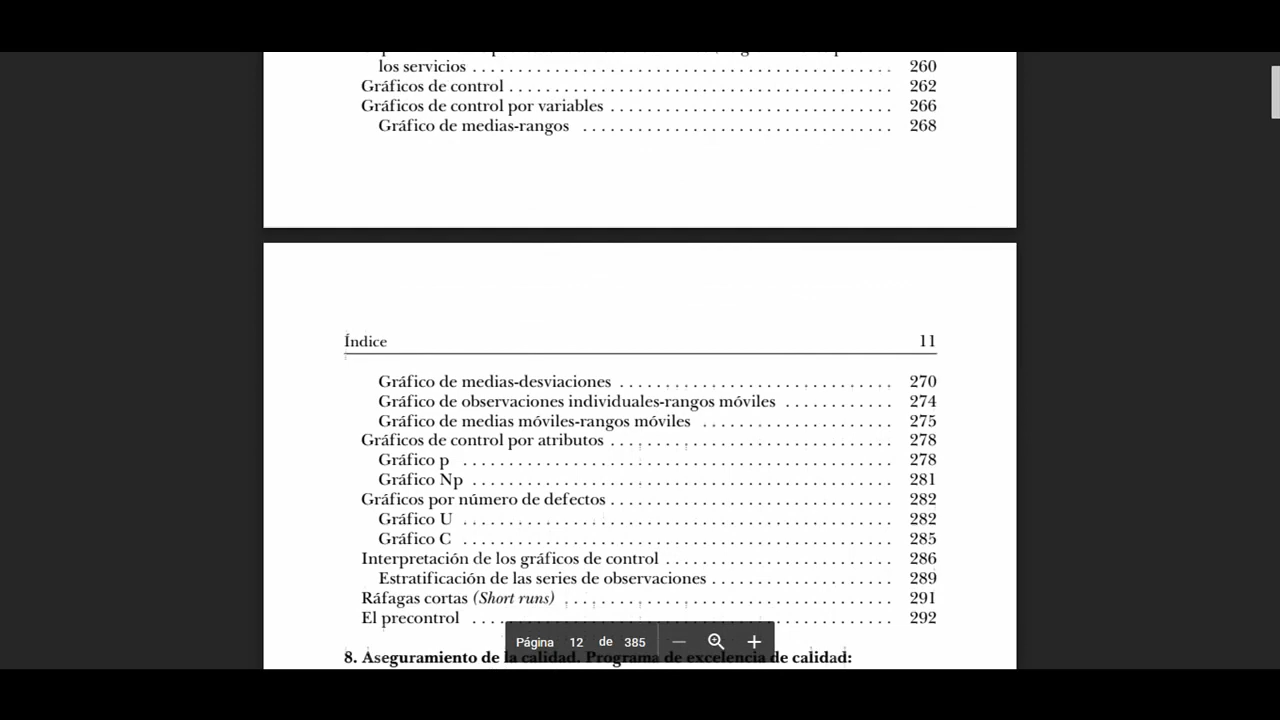 los servicios . . . . . . . . . . . . . . . . . . . . . . . . . . . . . . . . . . . . . . . . . . . . . 260
Gráficos de control . . . . . . . . . . . . . . . . . . . . . . . . . . . . . . . . . . . . . . . . . 262
Gráficos de control por variables . . . . . . . . . . . . . . . . . . . . . . . . . . . . . . 266
Gráfico de medias-rangos . . . . . . . . . . . . . . . . . . . . . . . . . . . . . . . . . . 268
Índice 11
Gráfico de medias-desviaciones . . . . . . . . . . . . . . . . . . . . . . . . . . . . . 270
Gráfico de observaciones individuales-rangos móviles . . . . . . . . . . . . 274
Gráfico de medias móviles-rangos móviles . . . . . . . . . . . . . . . . . . . . 275
Gráficos de control por atributos . . . . . . . . . . . . . . . . . . . . . . . . . . . . . . 278
Gráfico p . . . . . . . . . . . . . . . . . . . . . . . . . . . . . . . . . . . . . . . . . . . . . 278
Gráfico Np . . . . . . . . . . . . . . . . . . . . . . . . . . . . . . . . . . . . . . . . . . . . 281
Gráficos por número de defectos . . . . . . . . . . . . . . . . . . . . . . . . . . . . . . 282
Gráfico U . . . . . . . . . . . . . . . . . . . . . . . . . . . . . . . . . . . . . . . . . . . . . 282
Gráfico C . . . . . . . . . . . . . . . . . . . . . . . . . . . . . . . . . . . . . . . . . . . . . 285
Interpretación de los gráficos de control . . . . . . . . . . . . . . . . . . . . . . . . 286
Estratificación de las series de observaciones . . . . . . . . . . . . . . . . . . . 289
Ráfagas cortas (Short runs) . . . . . . . . . . . . . . . . . . . . . . . . . . . . . . . . . . 291
El precontrol . . . . . . . . . . . . . . . . . . . . . . . . . . . . . . . . . . . . . . . . . . . . 292
Página 12 de 385
8. Aseguramiento de la calidad. Programa de excelencia de calidad: